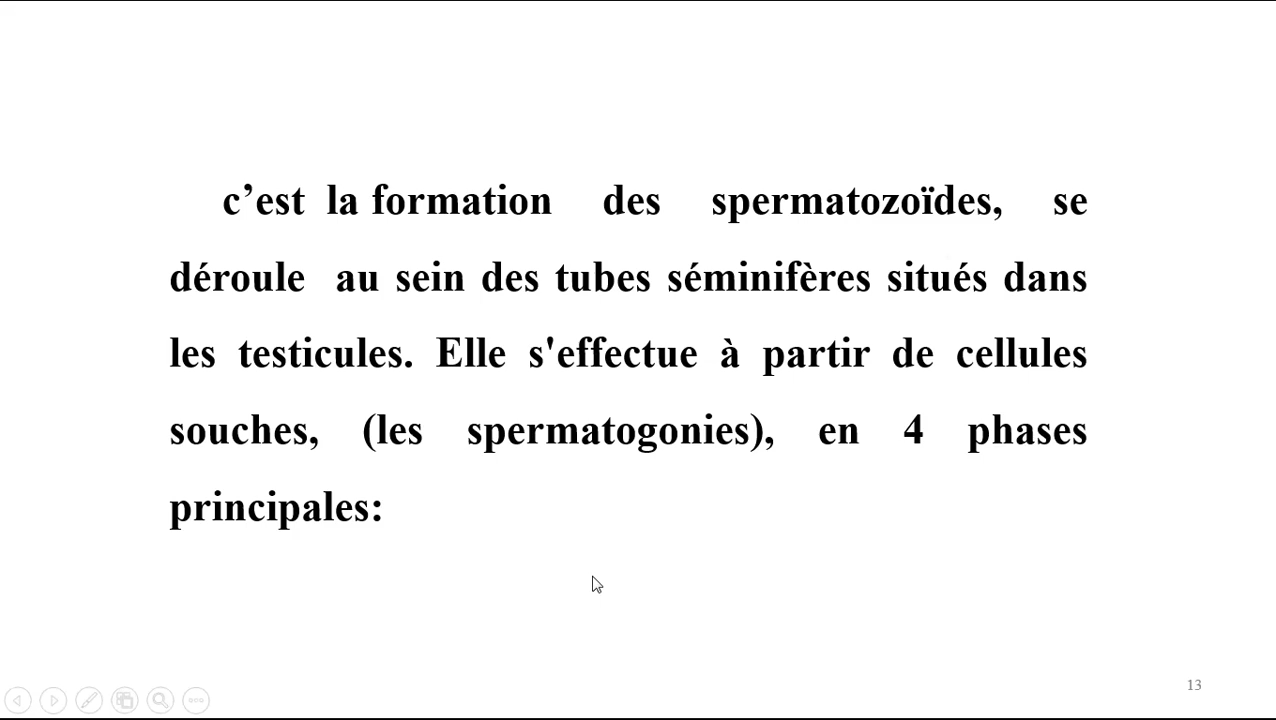 c’est la formation des spermatozoïdes, se
déroule au sein des tubes séminifères situés dans
les testicules. Elle s'effectue à partir de cellules
souches, (les spermatogonies), en 4 phases
principales:
13